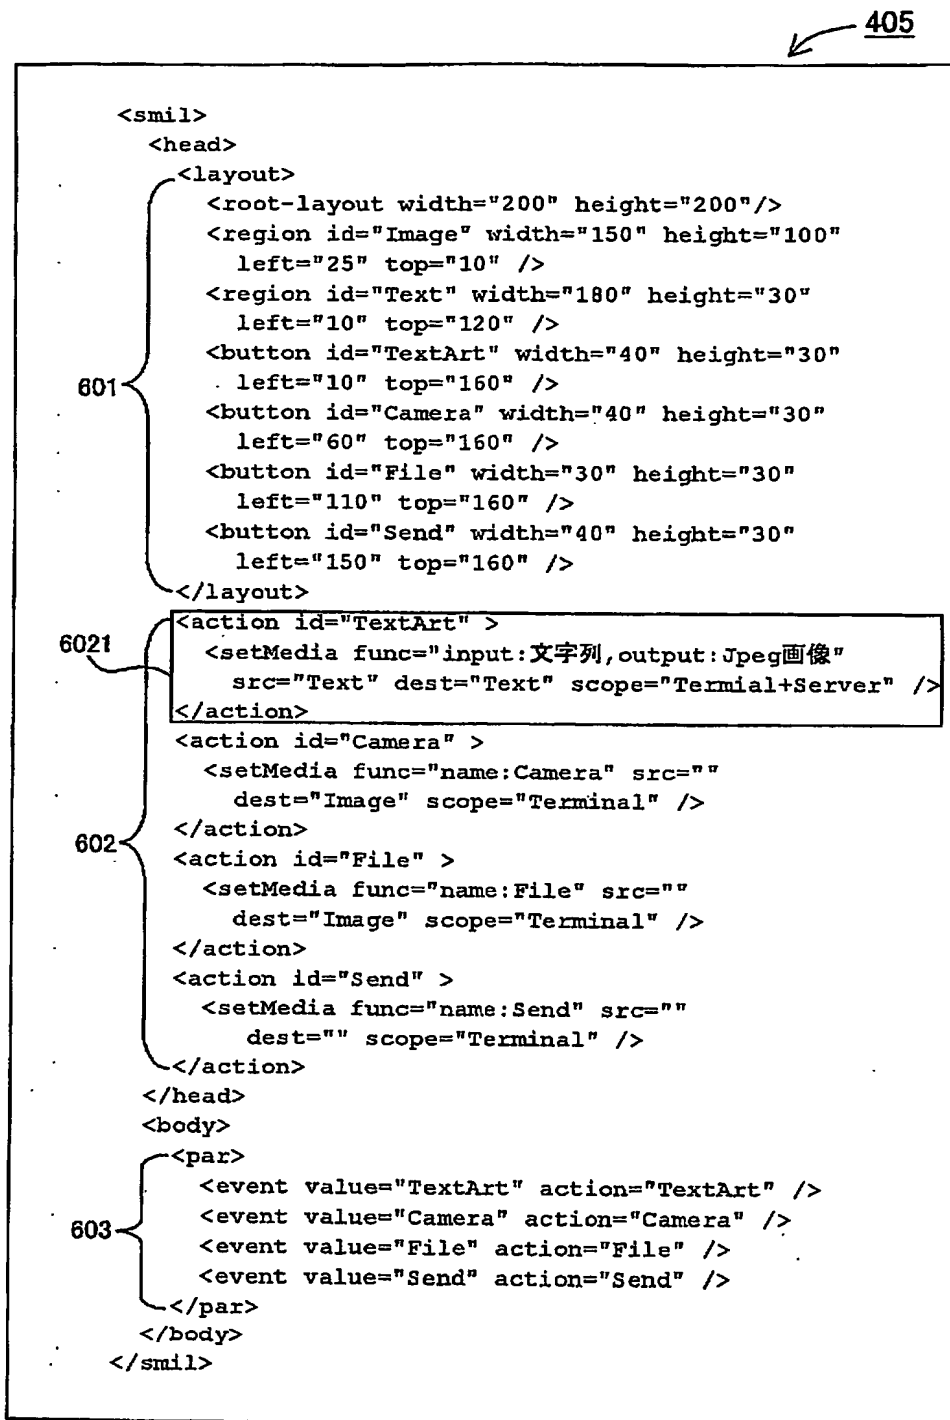 405
<smil>
<head>
<layout>
<root-layout width="200" height="200"/>
<region id="Image" width="150" height="100"
left="25" top="10" />
<region id="Text" width="180" height="30"
left="10" top="120" />
<button id="TextArt" width="40" height="30"
left="10" top="160" />
601
<button id="Camera" width="40" height="30"
left="60" top="160" />
<button id="File" width="30" height="30"
left="110" top="160" />
<button id="Send" width="40" height="30"
left="150" top="160" />
</layout>
<action id="TextArt" >
6021
<setMedia func="input:文字列,output:Jpeg画像"
src="Text" dest="Text" scope="Termial+Server" />
</action>
<action id="Camera" >
<setMedia func="name:Camera" src=""
dest="Image" scope="Terminal" />
</action>
602
<action id="File" >
<setMedia func="name:File" src=""
dest="Image" scope="Terminal" />
</action>
<action id="Send" >
<setMedia func="name:Send" src=""
dest="" scope="Terminal" />
</action>
</head>
<body>
<par>
<event value="TextArt" action="TextArt" />
<event value="Camera" action="Camera" />
603
<event value="File" action="File" />
<event value="Send" action="Send" />
</par>
</body>
</smil>